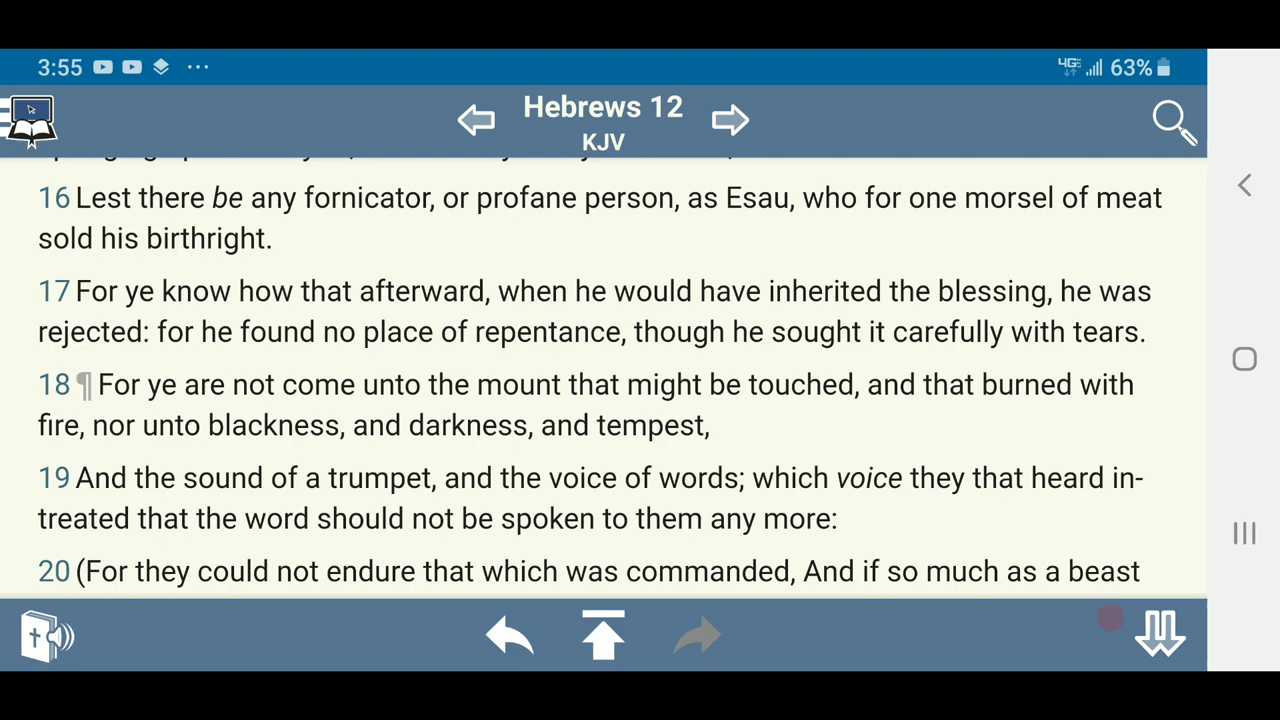 3:55
4GE 63%
Hebrews 12
KJV
16 Lest there be any fornicator, or profane person, as Esau, who for one morsel of meat
sold his birthright.
17 For ye know how that afterward, when he would have inherited the blessing, he was
rejected: for he found no place of repentance, though he sought it carefully with tears.
18 ¶ For ye are not come unto the mount that might be touched, and that burned with
fire, nor unto blackness, and darkness, and tempest,
19 And the sound of a trumpet, and the voice of words; which voice they that heard in-
treated that the word should not be spoken to them any more:
20 (For they could not endure that which was commanded, And if so much as a beast